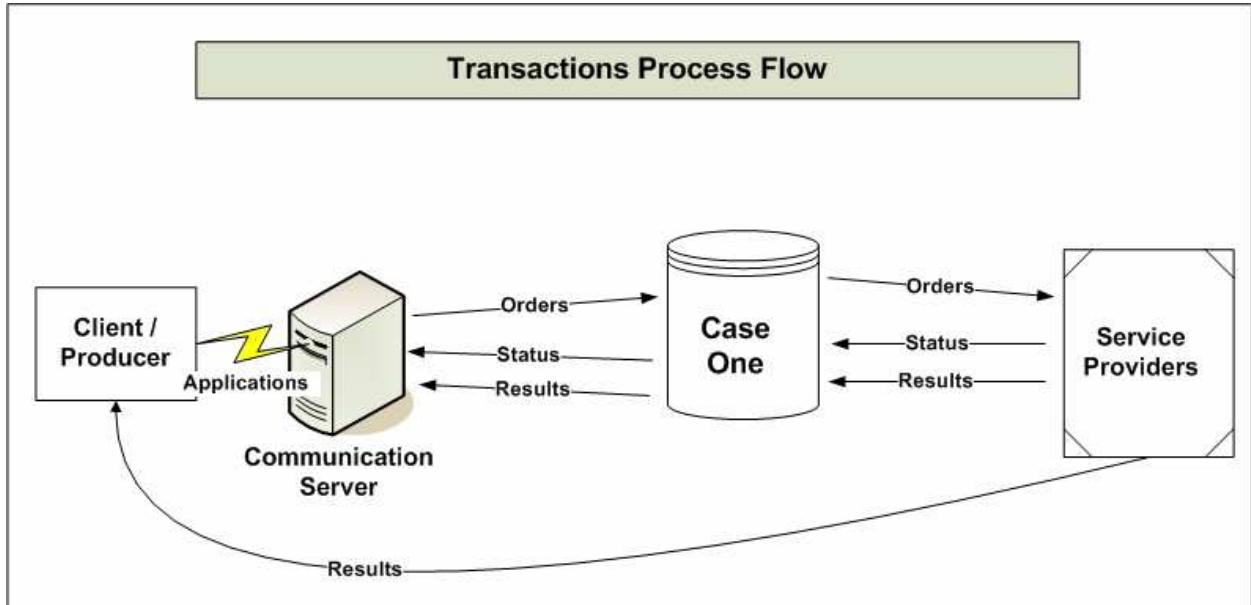 Transactions Process Flow
Client /
Producer
Applications
Communication
Server
Orders
Status
Results
Case
One
Orders
Status
Results
Service
Providers
Results